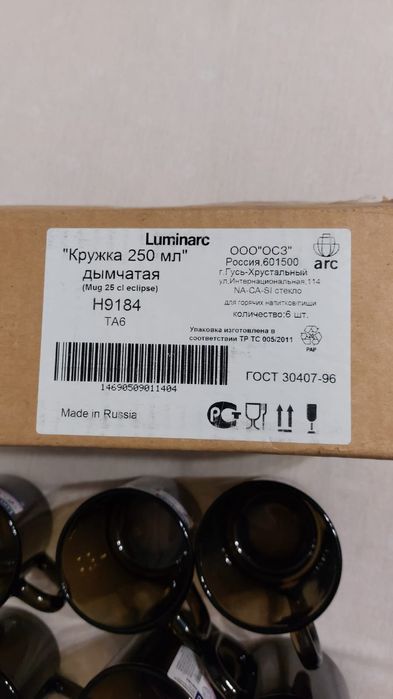 Luminarc
"Кружка 250 мл"
дымчатая
(Mug 25 cl eclipse)
H9184
TA6
ООО"ОСЗ"
Россия,601500
г.Гусь-Хрустальный
ул.Интернациональная,114
NA-CA-SI стекло
для горячих напитков/пищи
количество:6 шт.
arc
Упаковка изготовлена в
соответствии ТР ТС 005/2011
PAP
14690509011404
ГОСТ 30407-96
Made in Russia